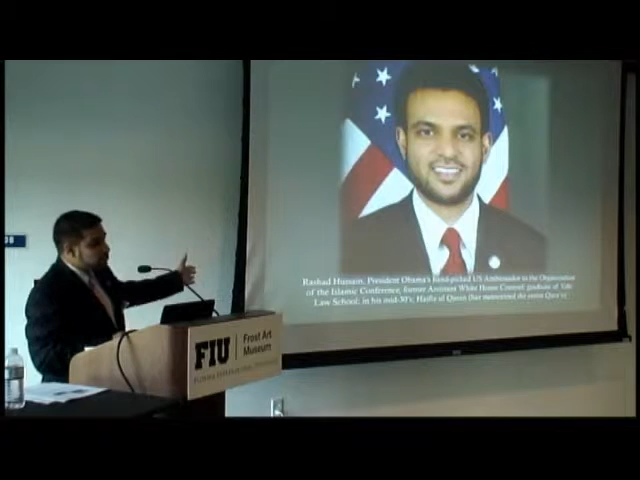 Rashad Hussain, President Obama's Hand-picked US Ambassador to the Organization
of the Islamic Conference, former Assistant White House Counsel, graduate of Yale
Law School; in his mid-30's; Hafiz ul Quran (has memorized the entire
FIU | Frost Art
Museum